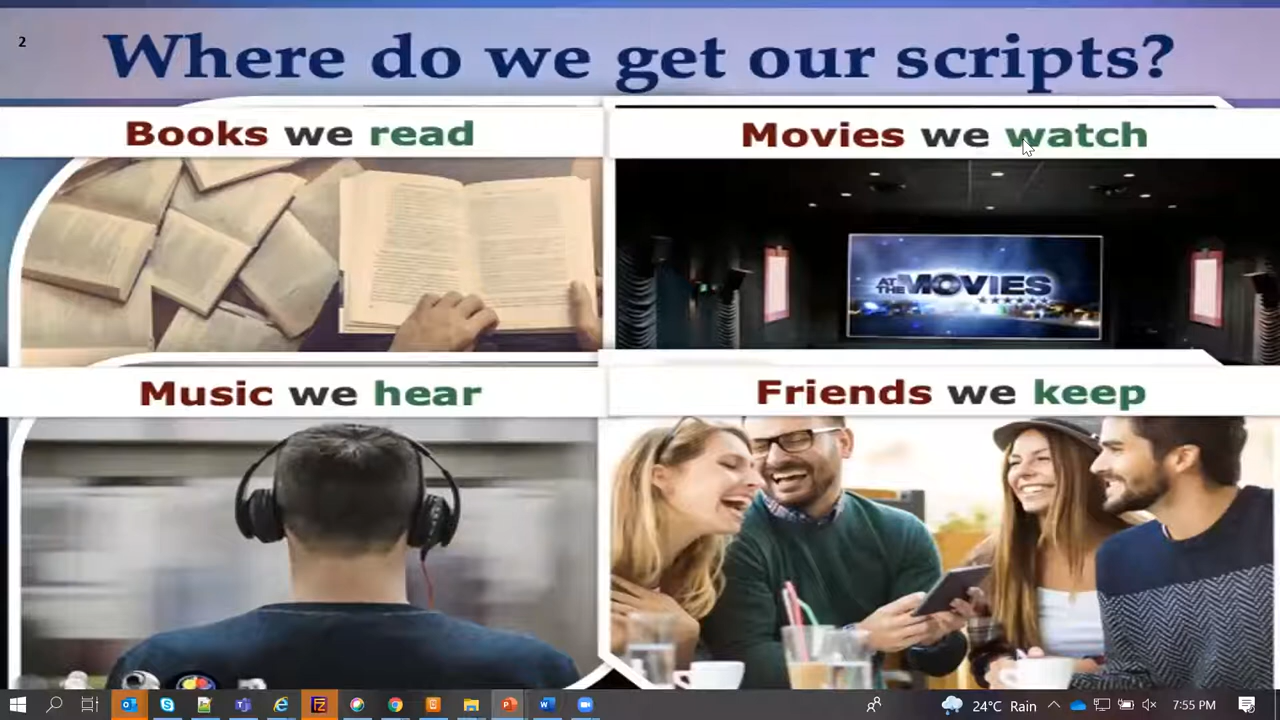 2
Where do we get our scripts?
Books we read
Movies we watch
AT THE MOVIES
Music we hear
Friends we keep
24°C Rain
7:55 PM